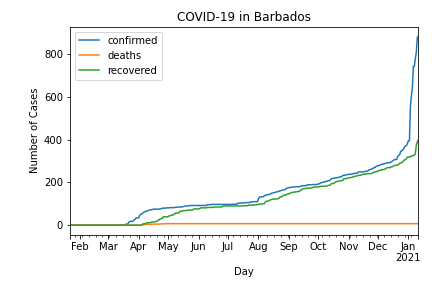 COVID-19 in Barbados
confirmed
deaths
recovered
Number of Cases
800
600
400
200
0
Feb Mar Apr May Jun Jul Aug Sep Oct Nov Dec Jan
2021
Day